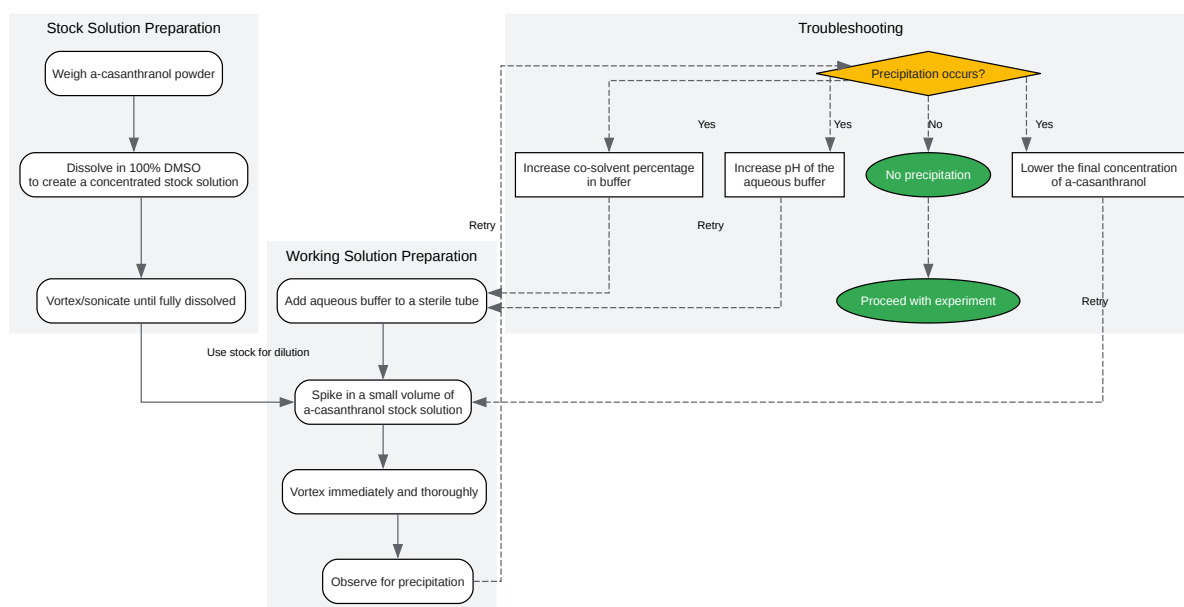 Stock Solution Preparation
Weigh a-casanthranol powder
Dissolve in 100% DMSO
to create a concentrated stock solution
Vortex/sonicate until fully dissolved
Use stock for dilution
Working Solution Preparation
Add aqueous buffer to a sterile tube
Spike in a small volume of
a-casanthranol stock solution
Vortex immediately and thoroughly
Observe for precipitation
Troubleshooting
Precipitation occurs?
Yes
Yes
No
Yes
Increase co-solvent percentage
in buffer
Increase pH of the
aqueous buffer
No precipitation
Lower the final concentration
of a-casanthranol
Retry
Retry
Proceed with experiment
Retry